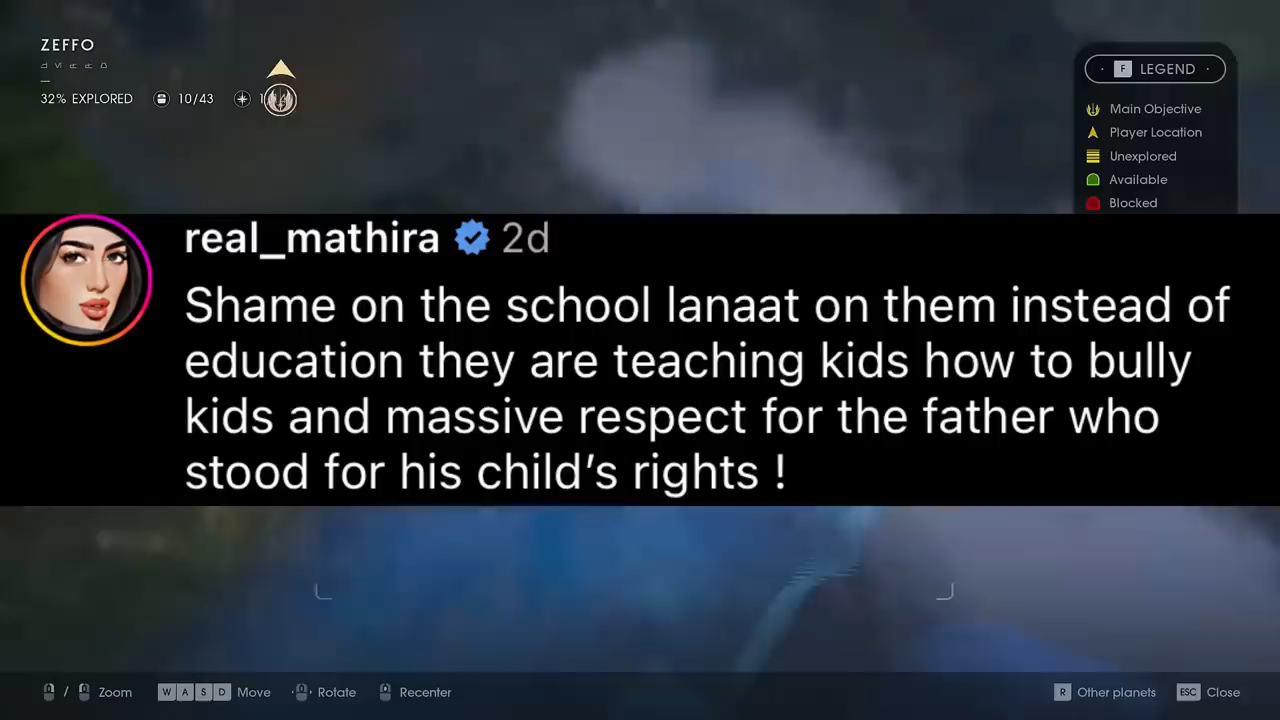 ZEFFO
32% EXPLORED 10/43
F LEGEND
Main Objective
Player Location
Unexplored
Available
Blocked
real_mathira 2d
Shame on the school lanaat on them instead of
education they are teaching kids how to bully
kids and massive respect for the father who
stood for his child’s rights !
/ Zoom W A S D Move Rotate Recenter R Other planets ESC Close